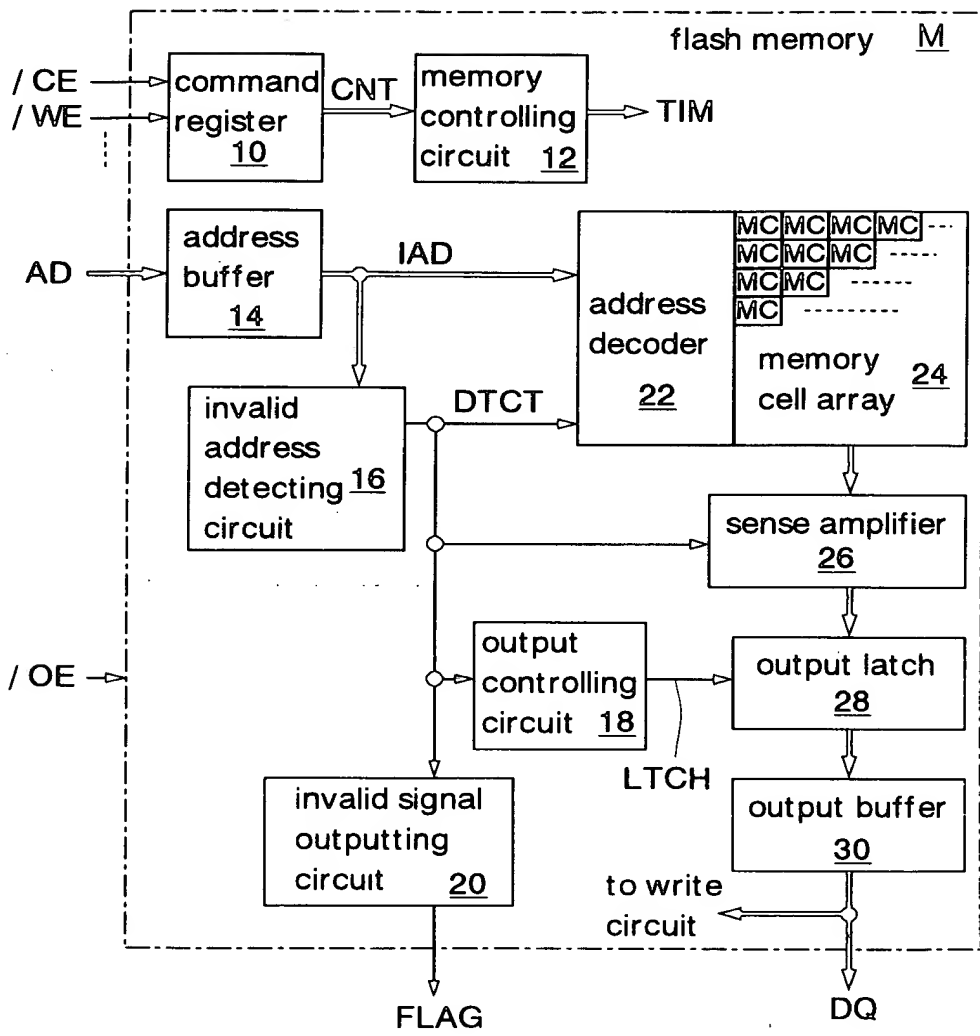 flash memory M
/ CE
/ WE
command
register
10
CNT
memory
controlling
circuit 12
TIM
AD
address
buffer
14
IAD
address
decoder
22
MC MC MC MC
MC MC MC
MC MC
MC
memory
cell array
24
invalid
address
detecting
circuit
16
DTCT
sense amplifier
26
/ OE
output
controlling
circuit 18
LTCH
output latch
28
invalid signal
outputting
circuit 20
output buffer
30
to write
circuit
FLAG
DQ